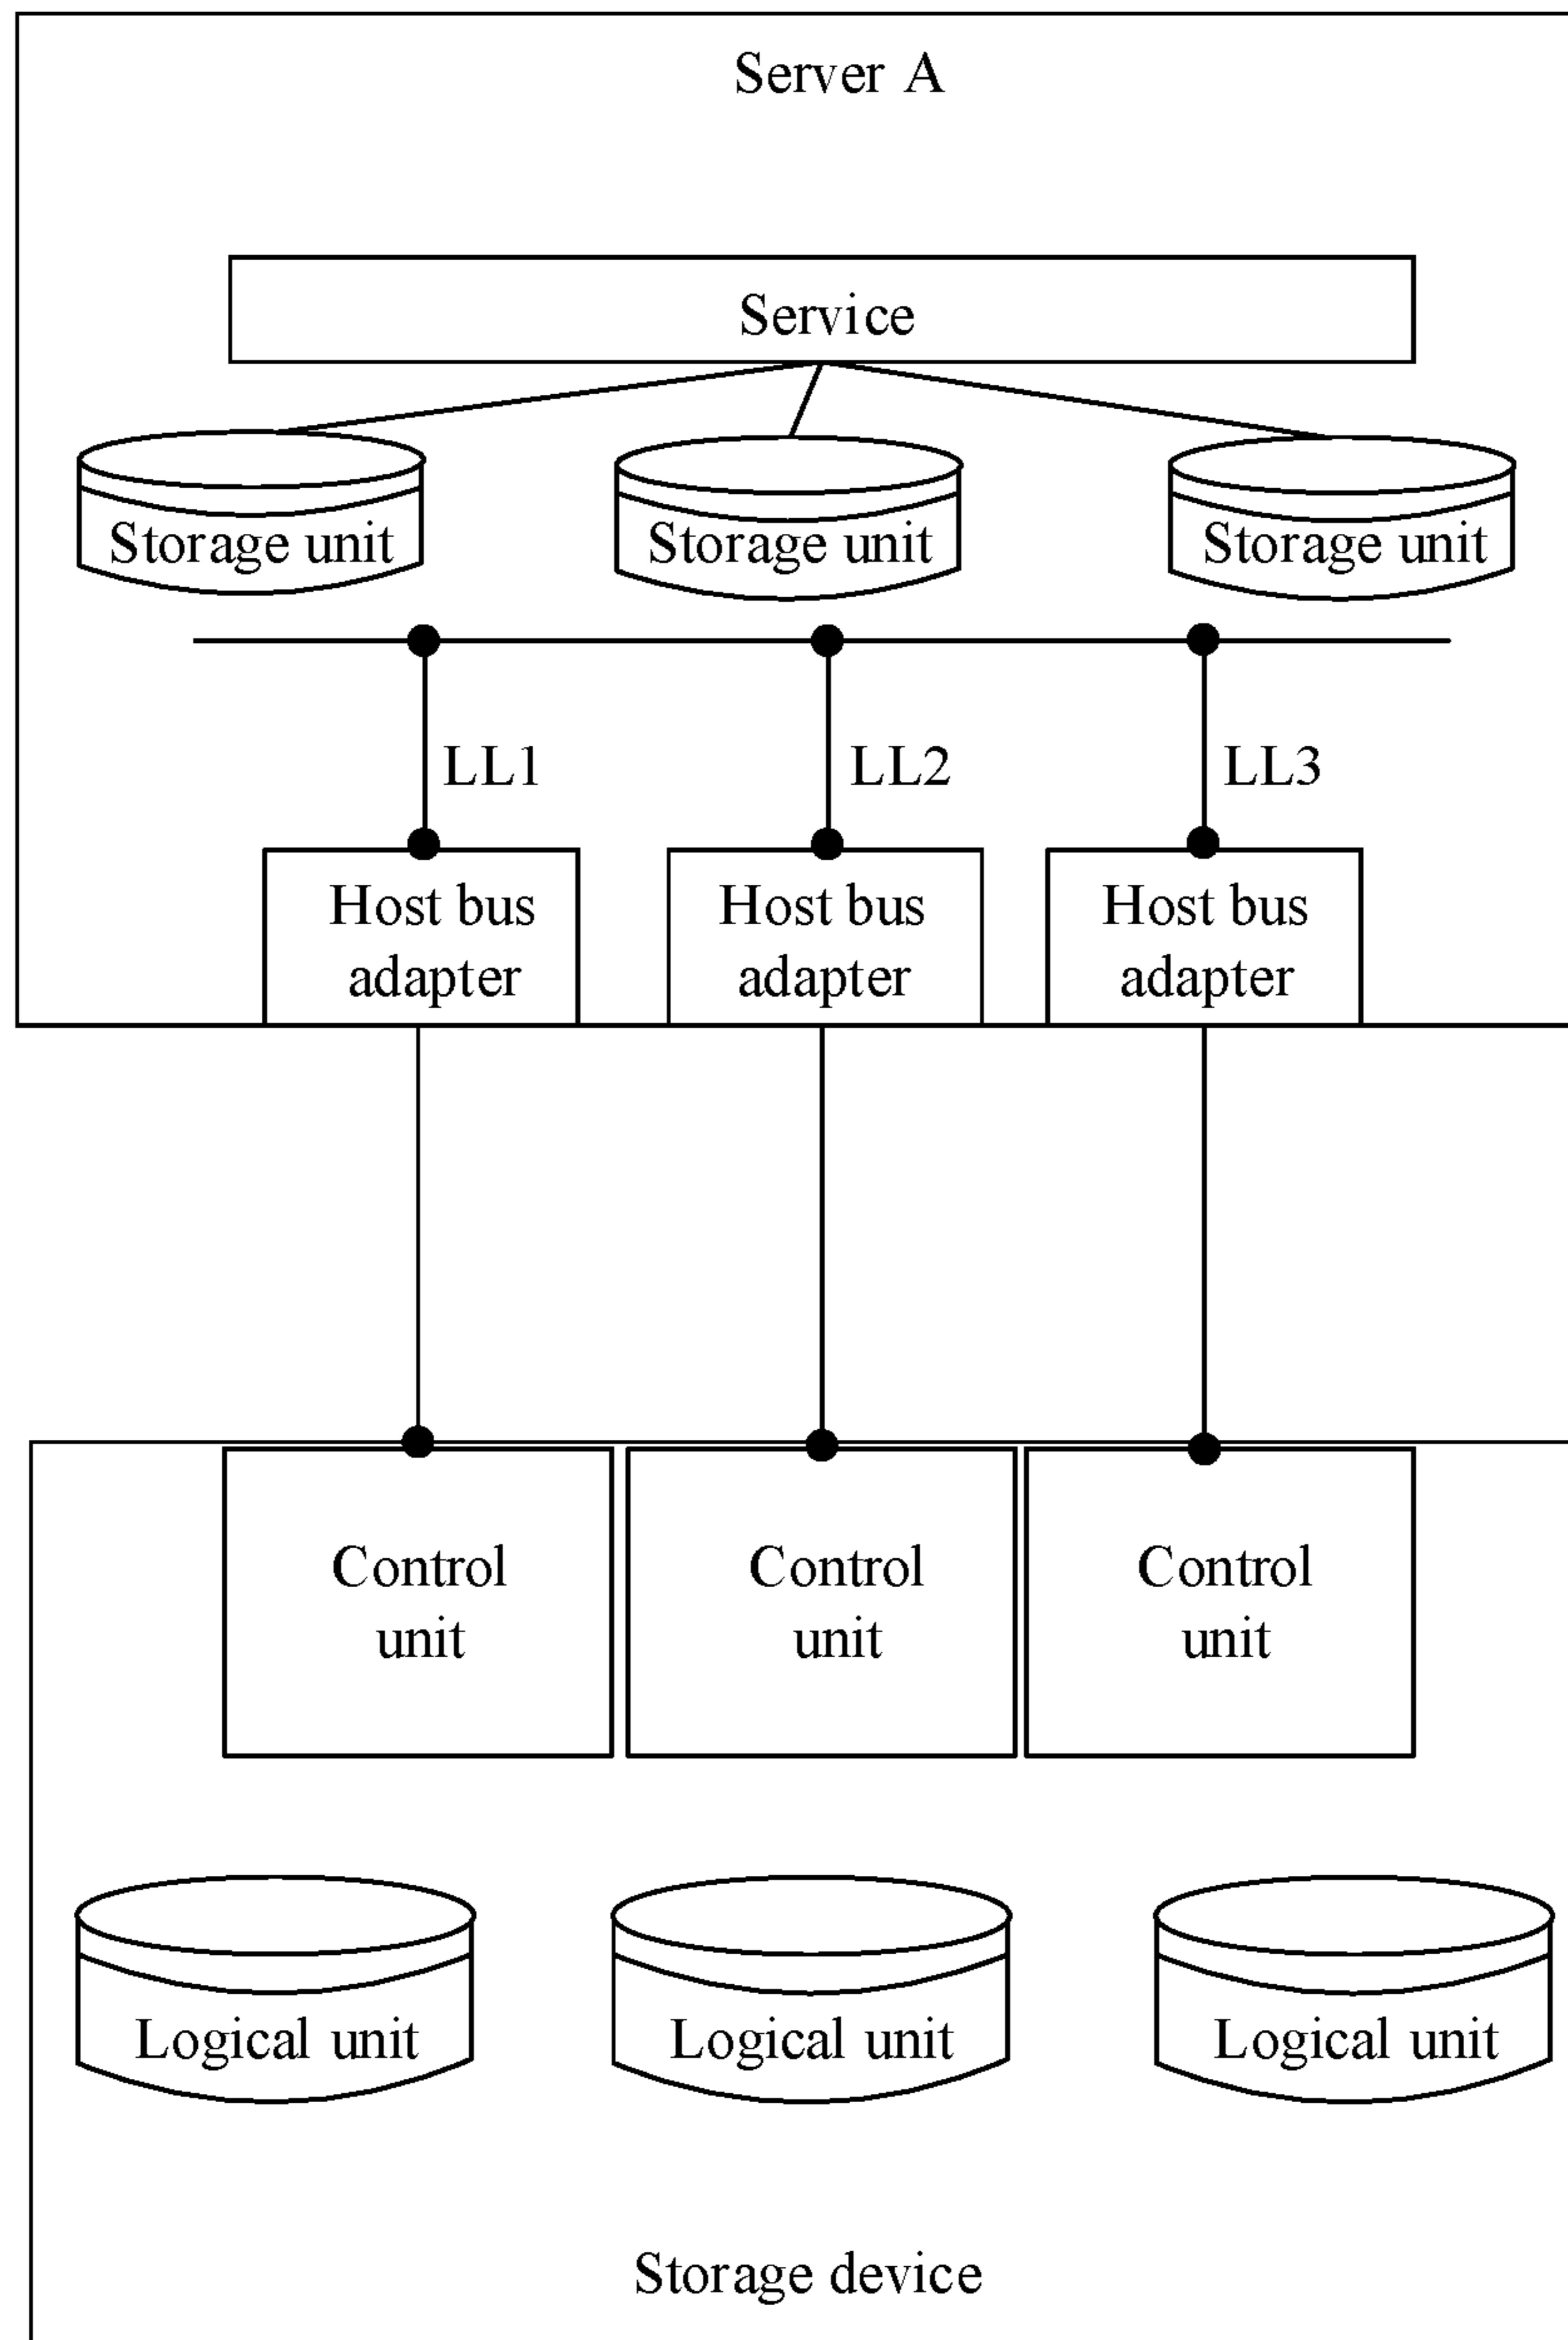 Server A
Service
Storage unit
Storage unit
Storage unit
LL1
LL2
LL3
Host bus
adapter
Host bus
adapter
Host bus
adapter
Control
unit
Control
unit
Control
unit
Logical unit
Logical unit
Logical unit
Storage device